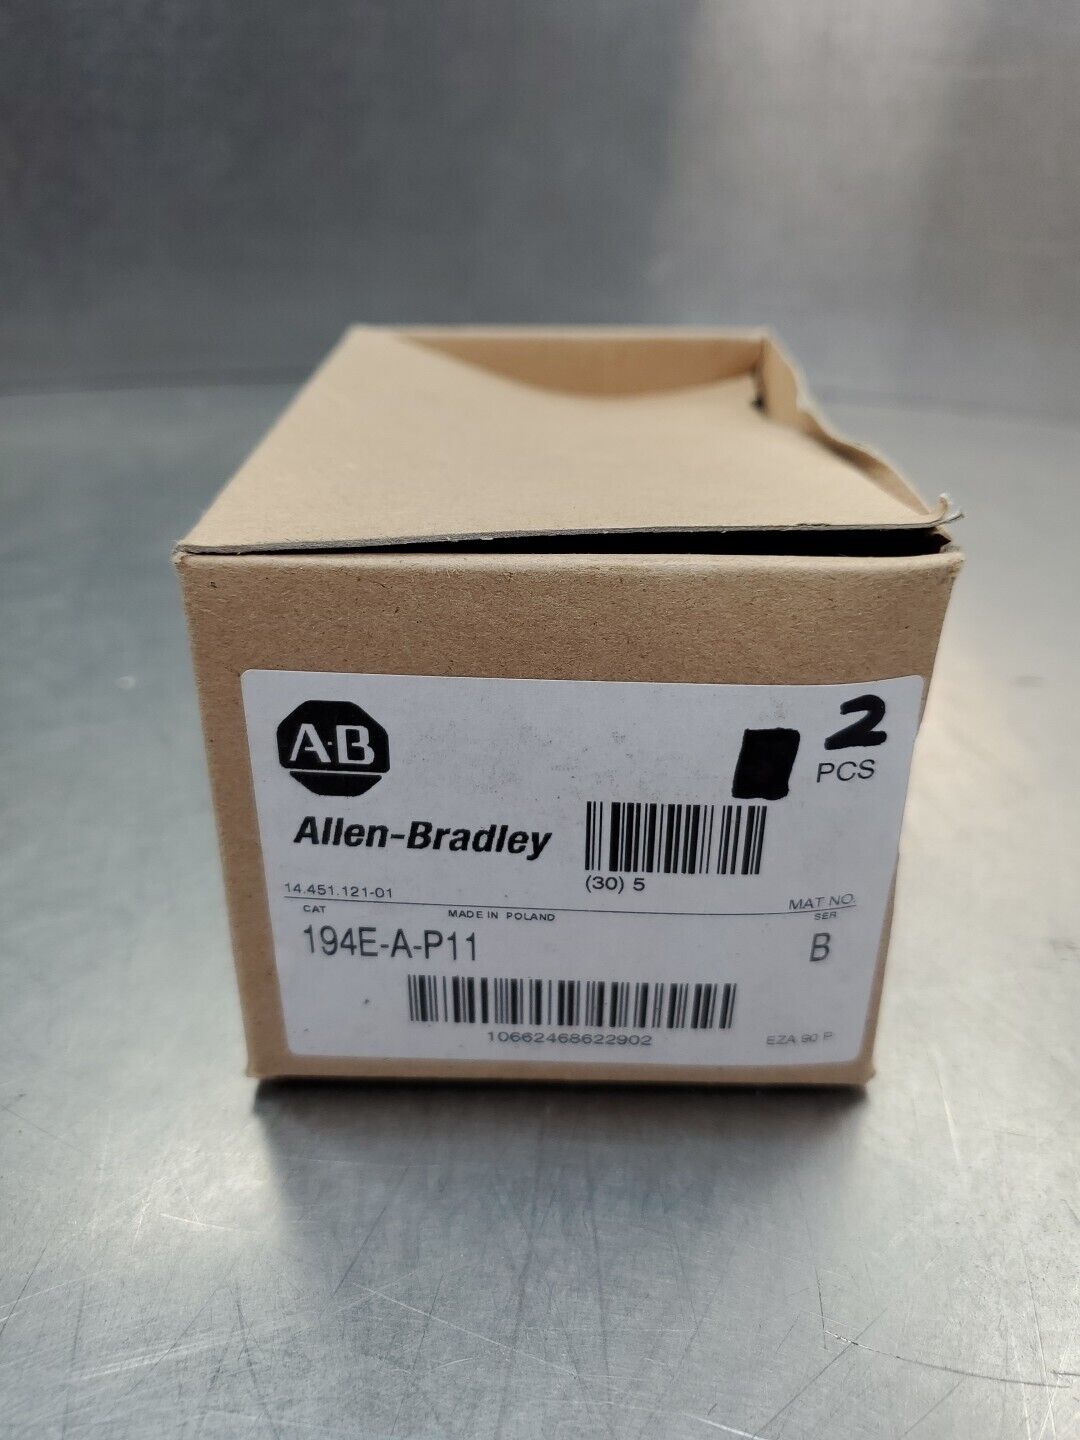 A-B
2
PCS
Allen-Bradley
(30) 5
14.451.121-01
MAT NO.
CAT
MADE IN POLAND
SER
194E-A-P11
B
10662468622902
EZA 90 P